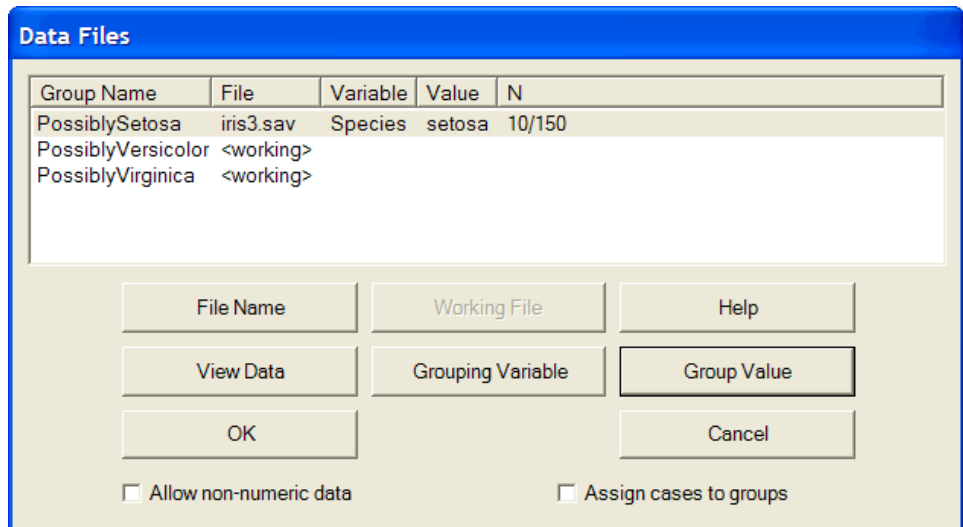 Data Files
Group Name File Variable Value N
PossiblySetosa iris3.sav Species setosa 10/150
PossiblyVersicolor <working>
PossiblyVirginica <working>
File Name Working File Help
View Data Grouping Variable Group Value
OK Cancel
Allow non-numeric data Assign cases to groups